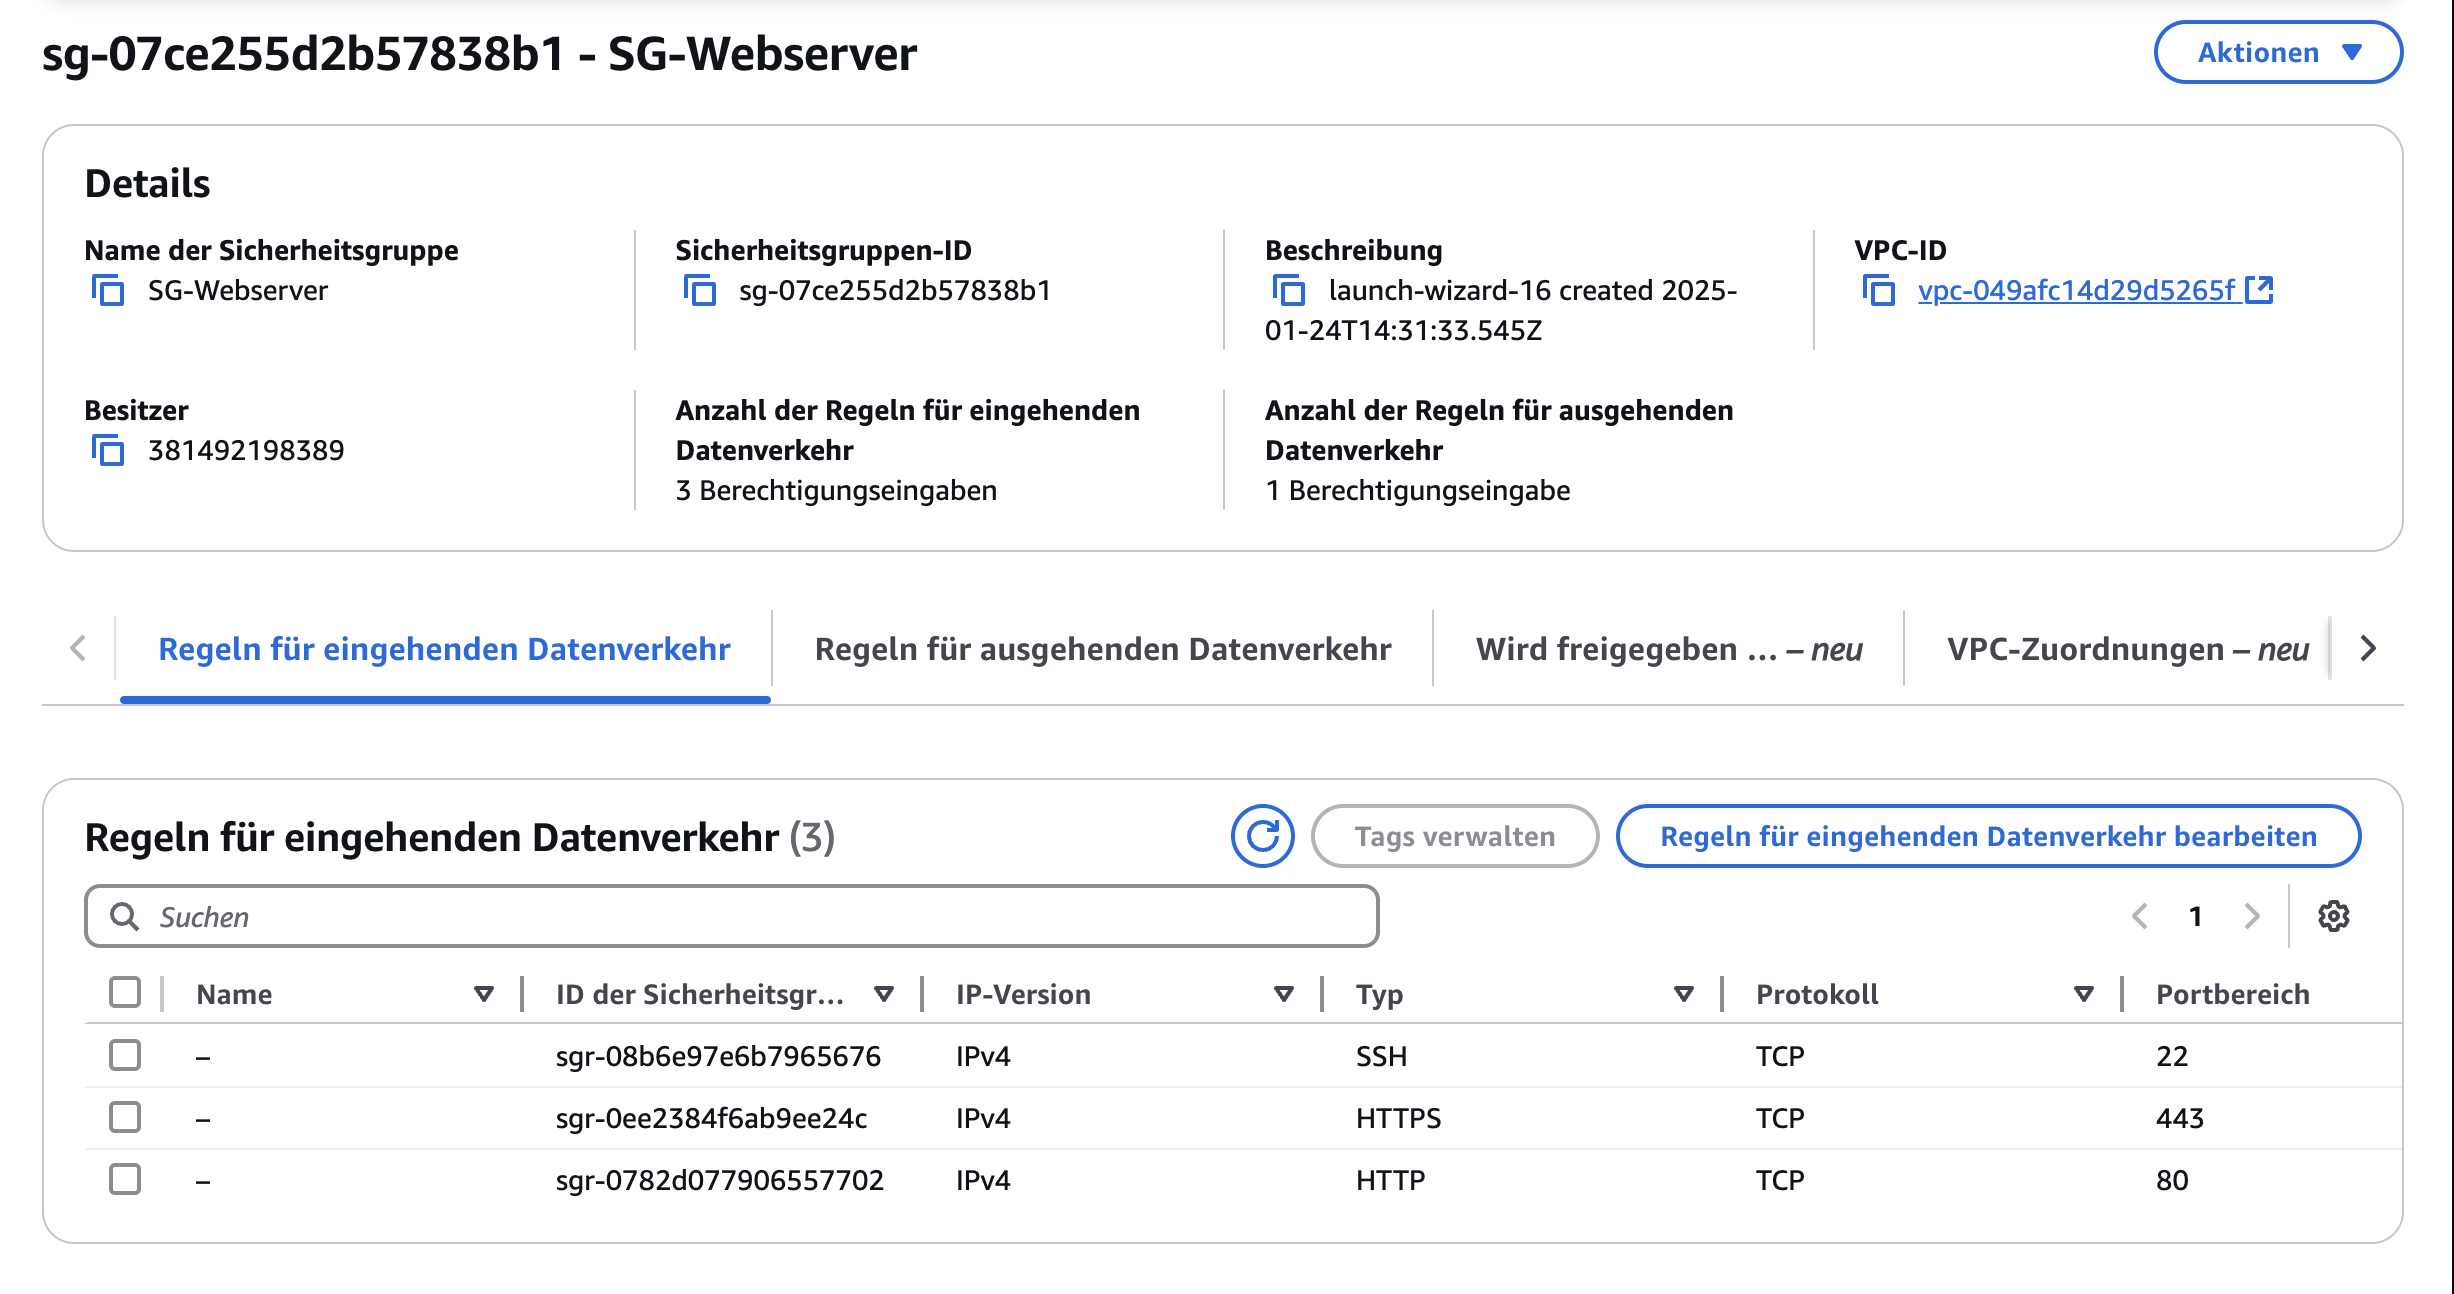 sg-07ce255d2b57838b1 - SG-Webserver
Aktionen
Details
Name der Sicherheitsgruppe
SG-Webserver
Sicherheitsgruppen-ID
sg-07ce255d2b57838b1
Beschreibung
launch-wizard-16 created 2025-
01-24T14:31:33.545Z
VPC-ID
vpc-049afc14d29d5265f
Besitzer
381492198389
Anzahl der Regeln für eingehenden
Datenverkehr
3 Berechtigungseingaben
Anzahl der Regeln für ausgehenden
Datenverkehr
1 Berechtigungseingabe
Regeln für eingehenden Datenverkehr
Regeln für ausgehenden Datenverkehr
Wird freigegeben ... – neu
VPC-Zuordnungen – neu
Regeln für eingehenden Datenverkehr (3)
Tags verwalten
Regeln für eingehenden Datenverkehr bearbeiten
Suchen
1
Name ID der Sicherheitsgr... IP-Version Typ Protokoll Portbereich
– sgr-08b6e97e6b7965676 IPv4 SSH TCP 22
– sgr-0ee2384f6ab9ee24c IPv4 HTTPS TCP 443
– sgr-0782d077906557702 IPv4 HTTP TCP 80